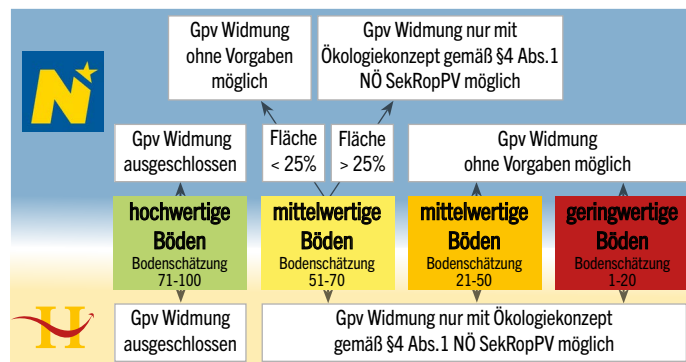 Gpv Widmung
ohne Vorgaben
möglich
Gpv Widmung nur mit
Ökologiekonzept gemäß §4 Abs.1
NÖ SekRopPV möglich
N
Gpv Widmung
ausgeschlossen
Fläche
< 25%
Fläche
> 25%
Gpv Widmung
ohne Vorgaben möglich
hochwertige
Böden
Bodenschätzung
71-100
mittelwertige
Böden
Bodenschätzung
51-70
mittelwertige
Böden
Bodenschätzung
21-50
geringwertige
Böden
Bodenschätzung
1-20
H
Gpv Widmung
ausgeschlossen
Gpv Widmung nur mit Ökologiekonzept
gemäß §4 Abs.1 NÖ SekRopPV möglich